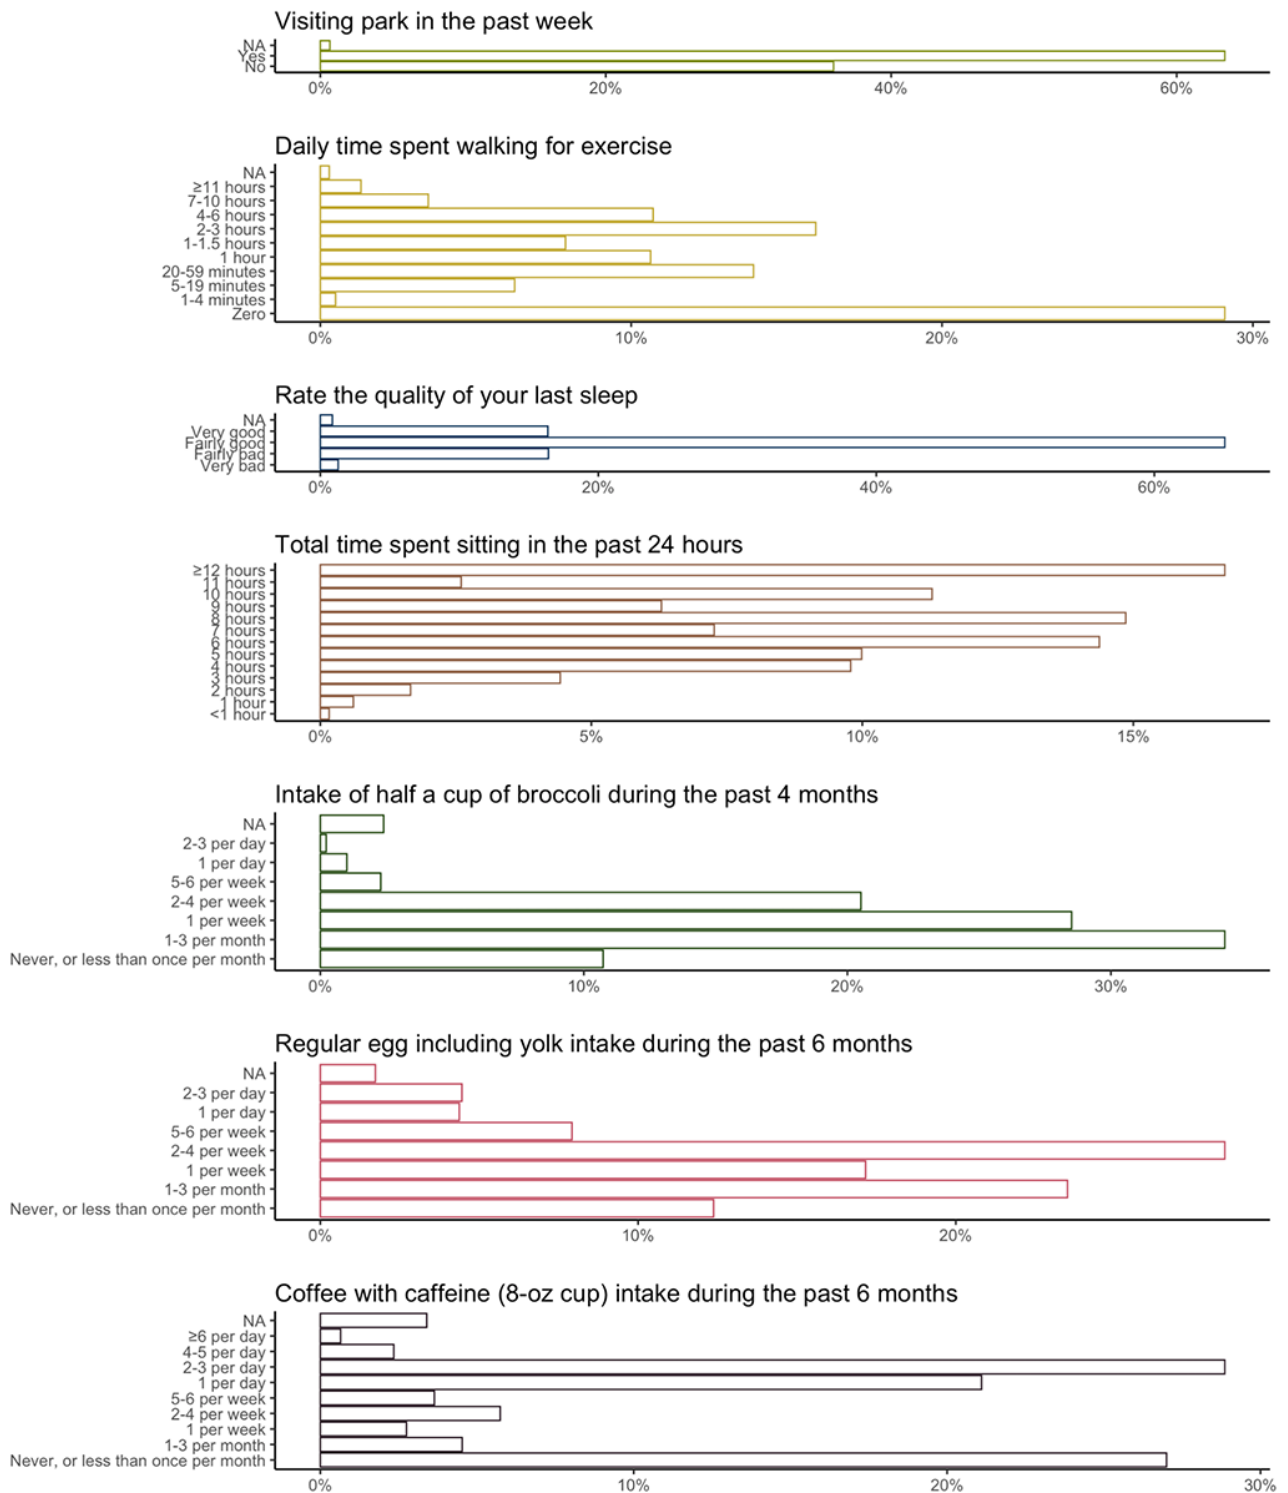 Visiting park in the past week
NA
Yes
No
0% 20% 40% 60%
Daily time spent walking for exercise
NA
≥11 hours
7-10 hours
4-6 hours
2-3 hours
1-1.5 hours
1 hour
20-59 minutes
5-19 minutes
1-4 minutes
Zero
0% 10% 20% 30%
Rate the quality of your last sleep
NA
Very good
Fairly good
Fairly bad
Very bad
0% 20% 40% 60%
Total time spent sitting in the past 24 hours
≥12 hours
11 hours
10 hours
9 hours
8 hours
7 hours
6 hours
5 hours
4 hours
3 hours
2 hours
1 hour
<1 hour
0% 5% 10% 15%
Intake of half a cup of broccoli during the past 4 months
NA
2-3 per day
1 per day
5-6 per week
2-4 per week
1 per week
1-3 per month
Never, or less than once per month
0% 10% 20% 30%
Regular egg including yolk intake during the past 6 months
NA
2-3 per day
1 per day
5-6 per week
2-4 per week
1 per week
1-3 per month
Never, or less than once per month
0% 10% 20%
Coffee with caffeine (8-oz cup) intake during the past 6 months
NA
≥6 per day
4-5 per day
2-3 per day
1 per day
5-6 per week
2-4 per week
1 per week
1-3 per month
Never, or less than once per month
0% 10% 20% 30%